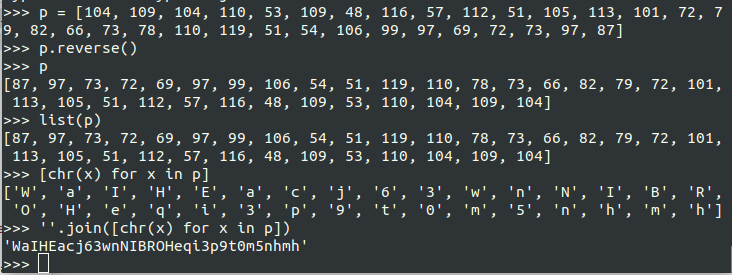 >>> p = [104, 109, 104, 110, 53, 109, 48, 116, 57, 112, 51, 105, 113, 101, 72, 7
9, 82, 66, 73, 78, 110, 119, 51, 54, 106, 99, 97, 69, 72, 73, 97, 87]
>>> p.reverse()
>>> p
[87, 97, 73, 72, 69, 97, 99, 106, 54, 51, 119, 110, 78, 73, 66, 82, 79, 72, 101,
 113, 105, 51, 112, 57, 116, 48, 109, 53, 110, 104, 109, 104]
>>> list(p)
[87, 97, 73, 72, 69, 97, 99, 106, 54, 51, 119, 110, 78, 73, 66, 82, 79, 72, 101,
 113, 105, 51, 112, 57, 116, 48, 109, 53, 110, 104, 109, 104]
>>> [chr(x) for x in p]
['W', 'a', 'I', 'H', 'E', 'a', 'c', 'j', '6', '3', 'w', 'n', 'N', 'I', 'B', 'R',
 'O', 'H', 'e', 'q', 'i', '3', 'p', '9', 't', '0', 'm', '5', 'n', 'h', 'm', 'h']
>>> ''.join([chr(x) for x in p])
'WaIHEacj63wnNIBROHeqi3p9t0m5nhmh'
>>>